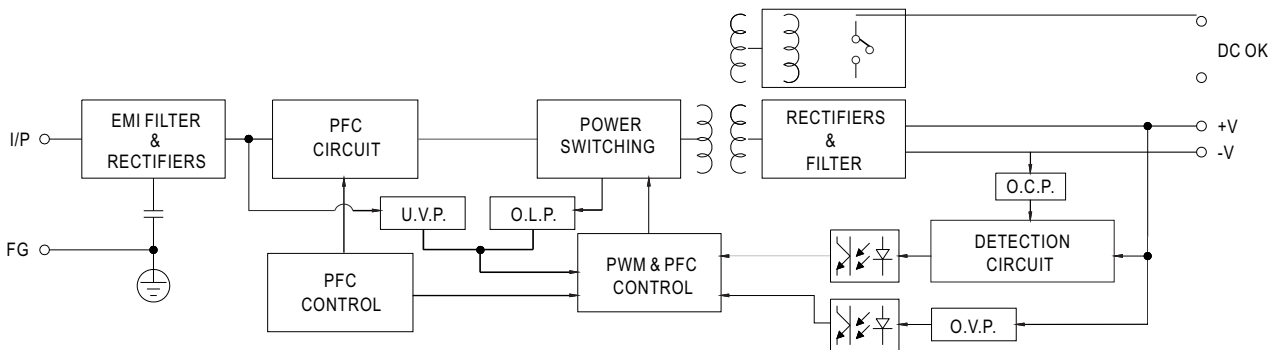 DC OK
I/P
EMI FILTER
&
RECTIFIERS
PFC
CIRCUIT
POWER
SWITCHING
RECTIFIERS
&
FILTER
+V
-V
O.C.P.
U.V.P.
O.L.P.
FG
PFC
CONTROL
PWM & PFC
CONTROL
DETECTION
CIRCUIT
O.V.P.